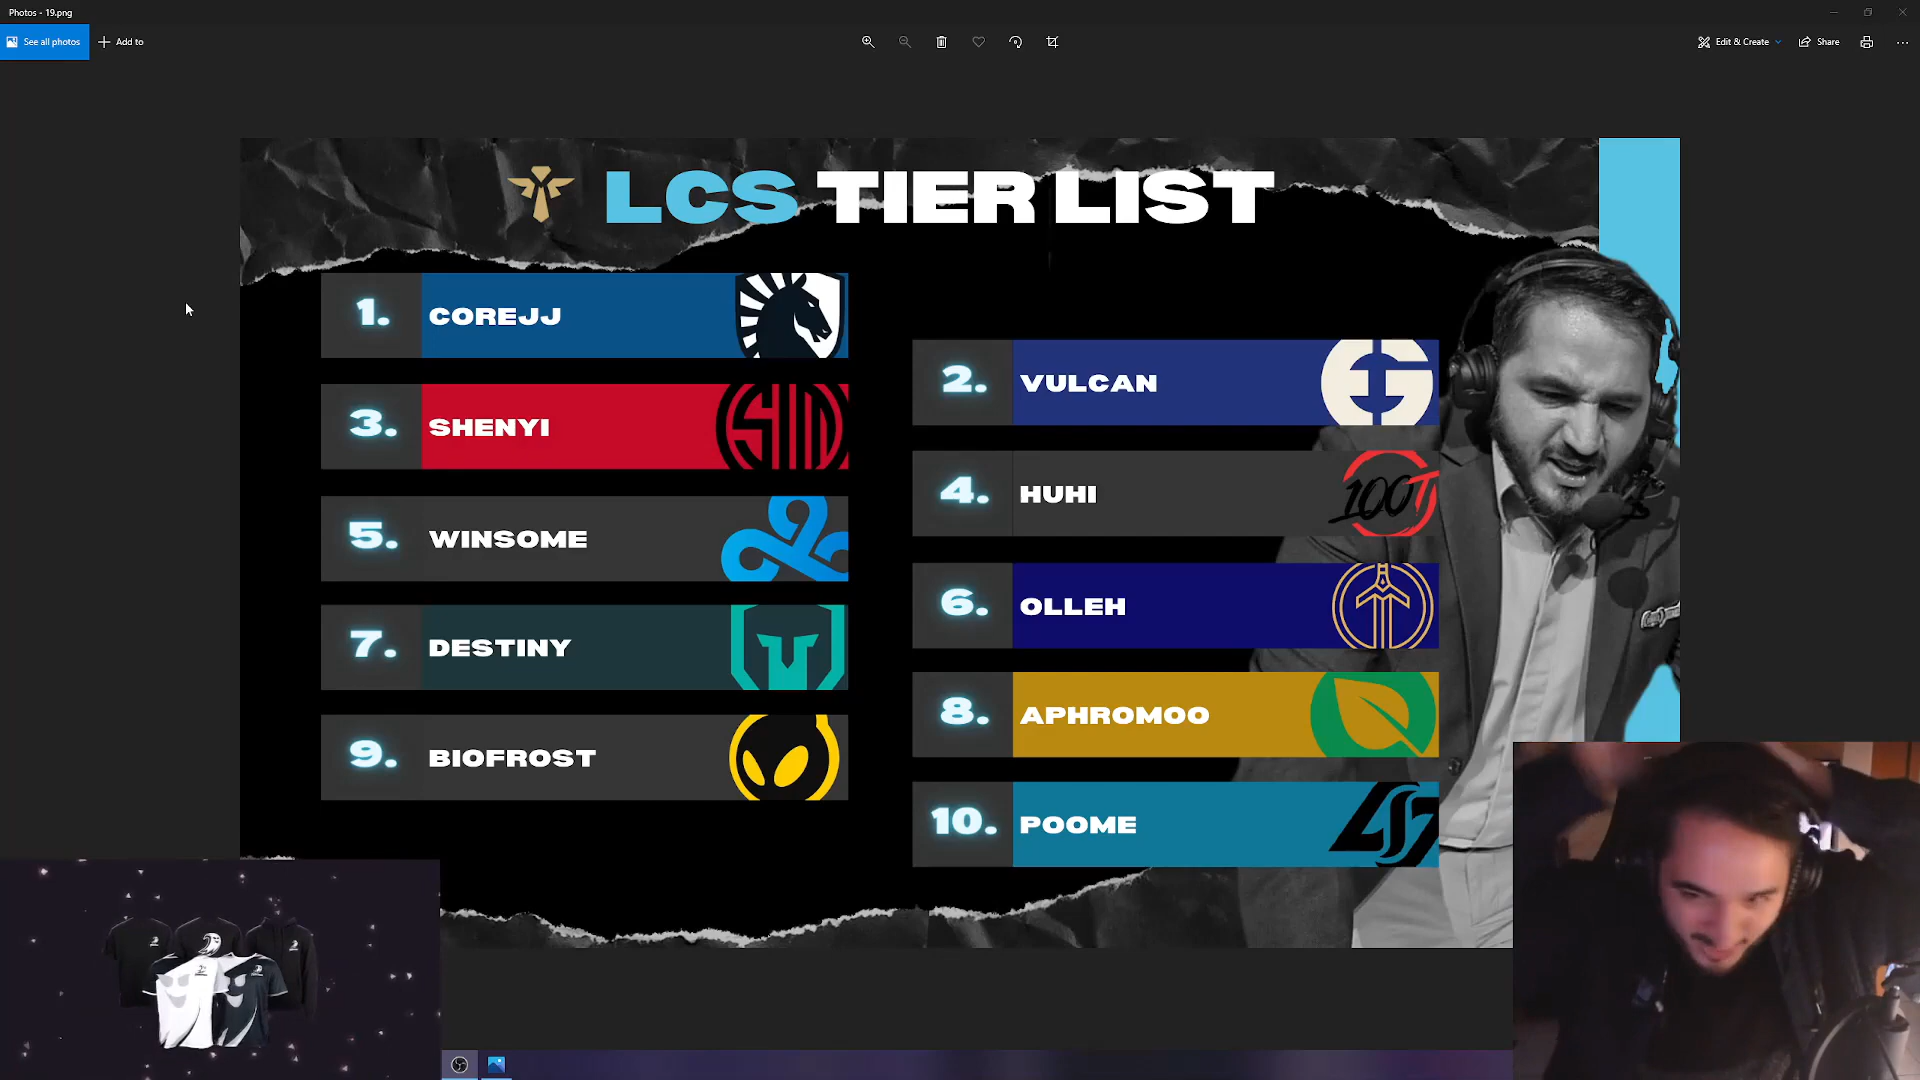 Photos - 19.png
See all photos
Add to
Edit & Create
Share
LCS TIER LIST
1. COREJJ
2. VULCAN
3. SHENYI
4. HUHI
100T
5. WINSOME
6. OLLEH
7. DESTINY
8. APHROMOO
9. BIOFROST
10. POOME